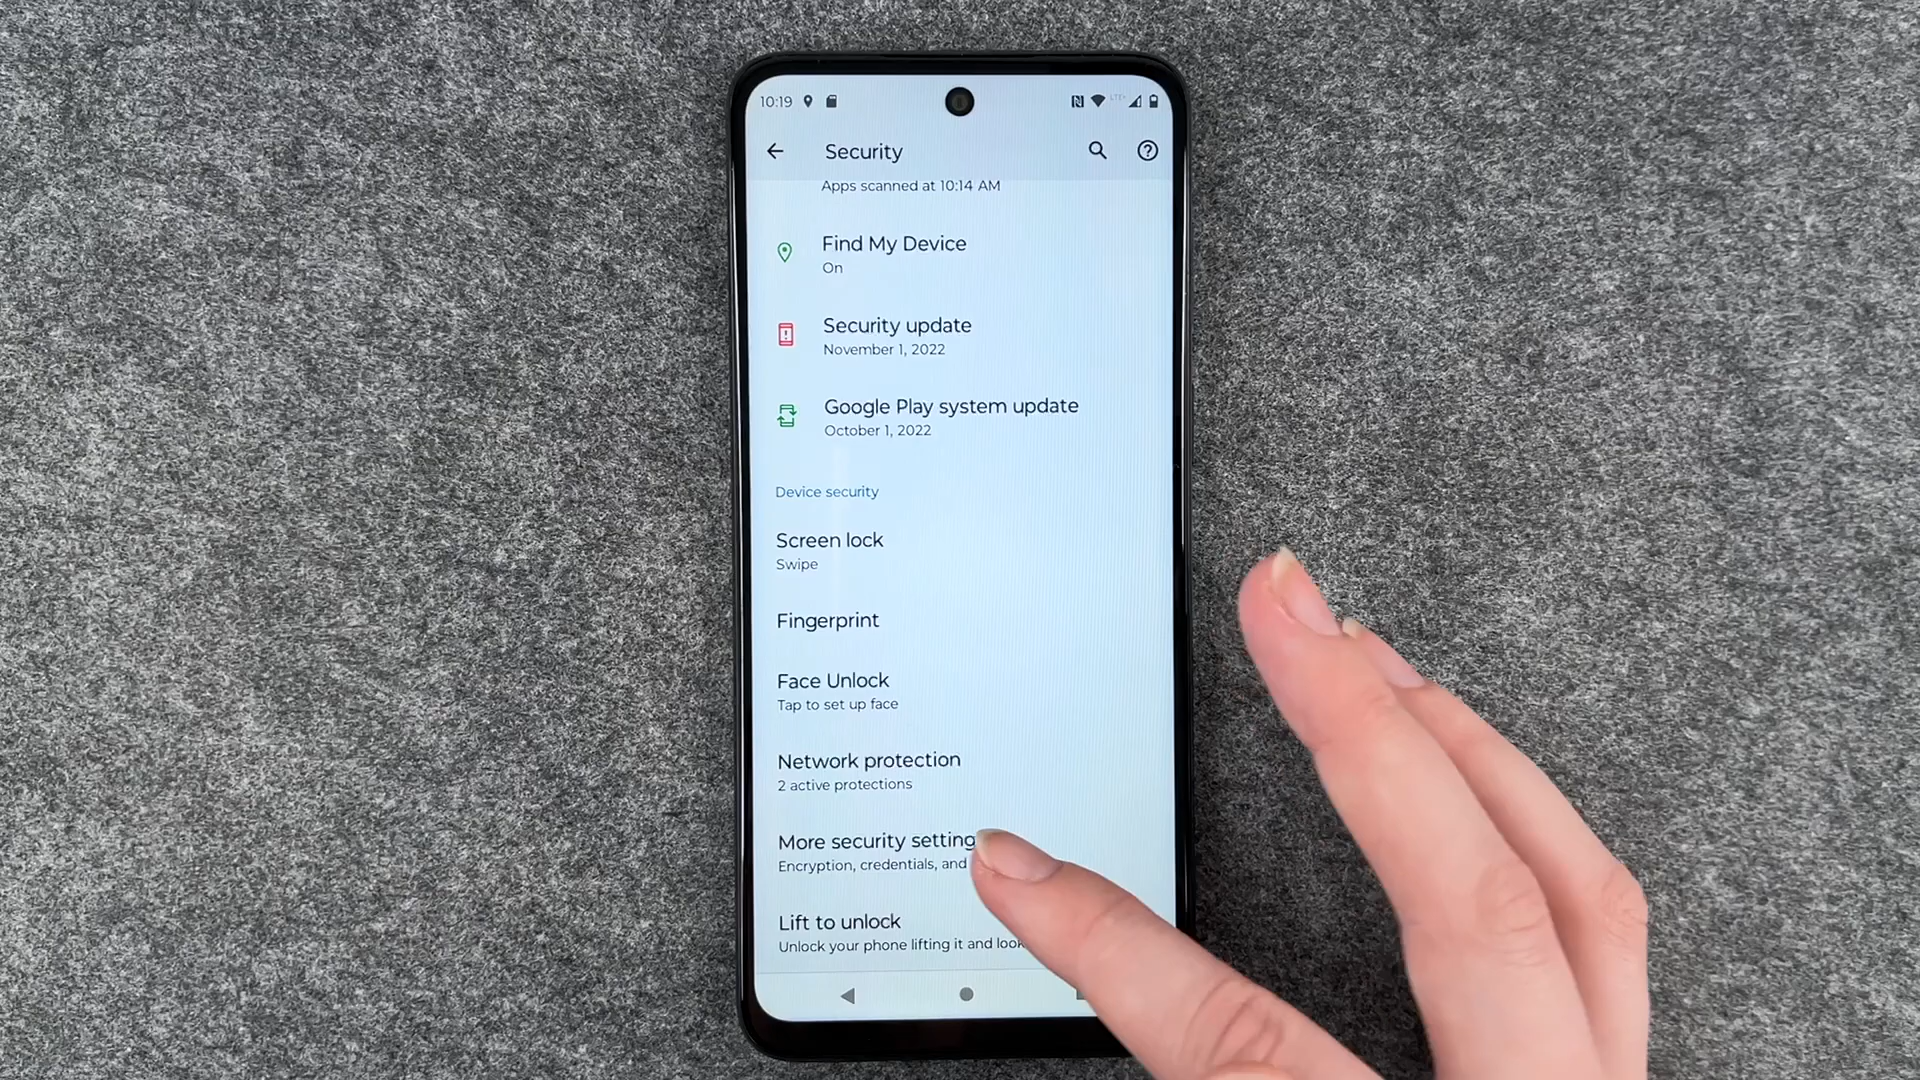 10:19
LTE+
Security
Apps scanned at 10:14 AM
Find My Device
On
Security update
November 1, 2022
Google Play system update
October 1, 2022
Device security
Screen lock
Swipe
Fingerprint
Face Unlock
Tap to set up face
Network protection
2 active protections
More security setting
Encryption, credentials, and
Lift to unlock
Unlock your phone lifting it and look